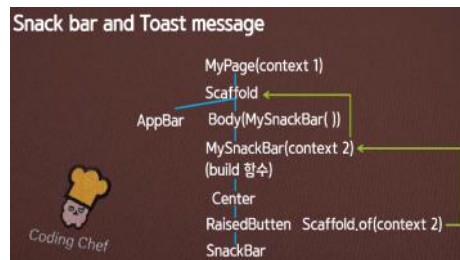 Snack bar and Toast message
MyPage(context 1)
Scaffold
AppBar Body(MySnackBar( ))
MySnackBar(context 2)
(build 함수)
Center
RaisedButten Scaffold.of(context 2)
SnackBar
Coding Chef